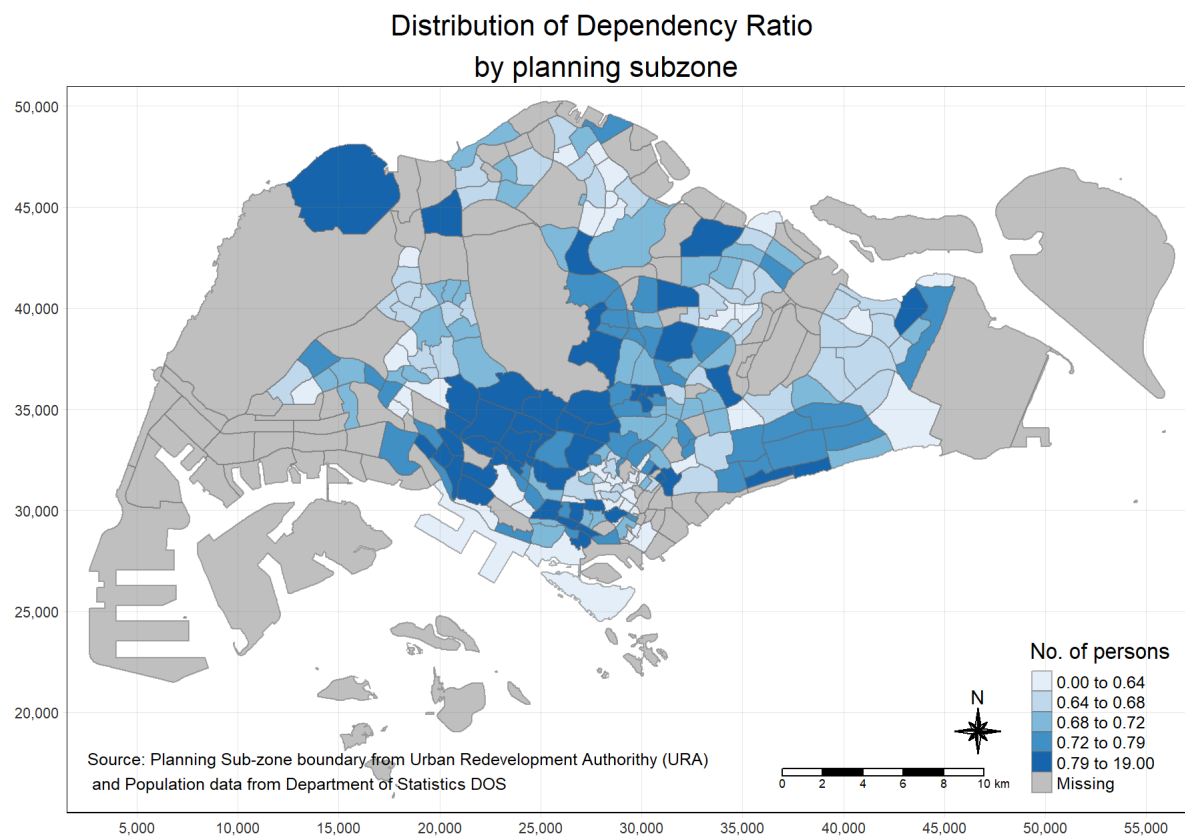 Distribution of Dependency Ratio
by planning subzone
50,000
45,000
40,000
35,000
30,000
25,000
20,000
5,000 10,000 15,000 20,000 25,000 30,000 35,000 40,000 45,000 50,000 55,000
No. of persons
0.00 to 0.64
0.64 to 0.68
0.68 to 0.72
0.72 to 0.79
0.79 to 19.00
Missing
N
0 2 4 6 8 10 km
Source: Planning Sub-zone boundary from Urban Redevelopment Authorithy (URA)
and Population data from Department of Statistics DOS